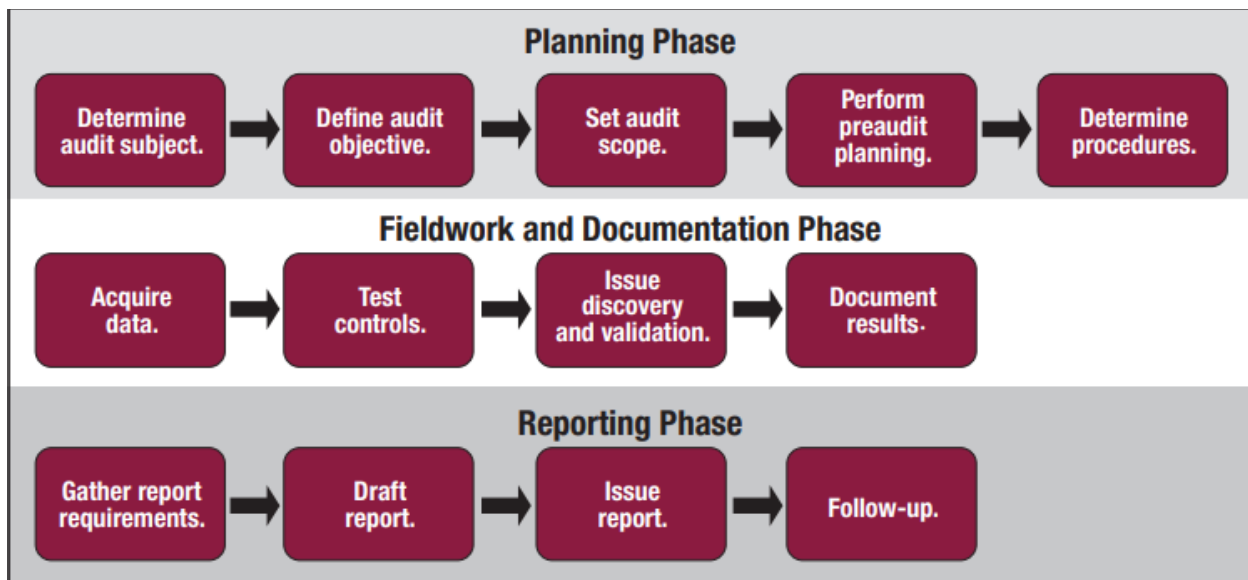 Planning Phase
Determine
audit subject.
Define audit
objective.
Set audit
scope.
Perform
preaudit
planning.
Determine
procedures.
Fieldwork and Documentation Phase
Acquire
data.
Test
controls.
Issue
discovery
and validation.
Document
results.
Reporting Phase
Gather report
requirements.
Draft
report.
Issue
report.
Follow-up.